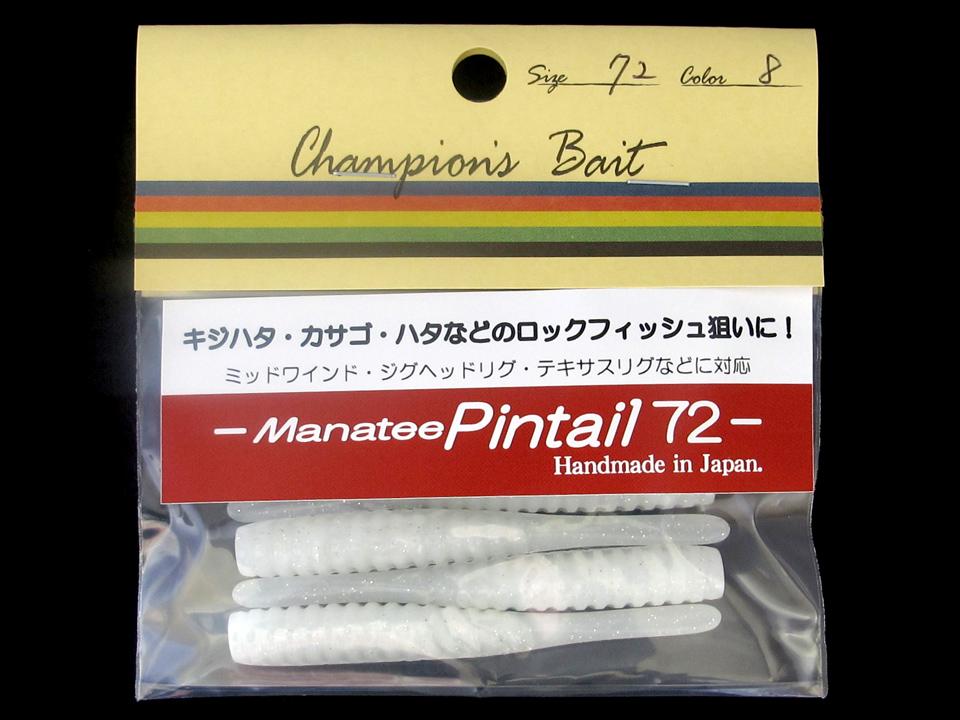 Size 72 Color 8
Champion's Bait
キジハタ・カサゴ・ハタなどのロックフィッシュ狙いに！
ミッドワインド・ジグヘッドリグ・テキサスリグなどに対応
－Manatee Pintail 72－
Handmade in Japan.